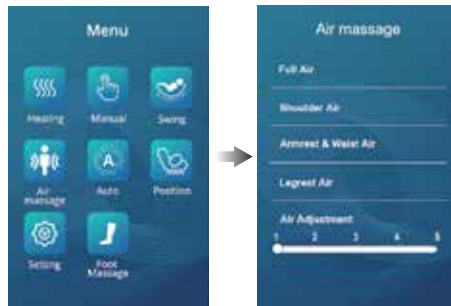 Menu
Heating Manual Swing
Air
massage
Auto Position
Setting
Foot
Massage
Air massage
Full Air
Shoulder Air
Armrest & Waist Air
Legrest Air
Air Adjustment
1 2 3 4 5